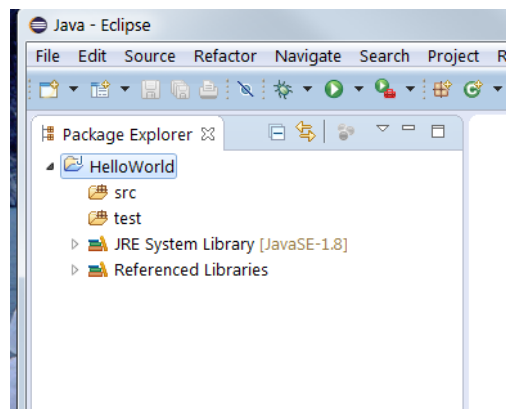 Java - Eclipse
File Edit Source Refactor Navigate Search Project R
Package Explorer
HelloWorld
src
test
JRE System Library [JavaSE-1.8]
Referenced Libraries